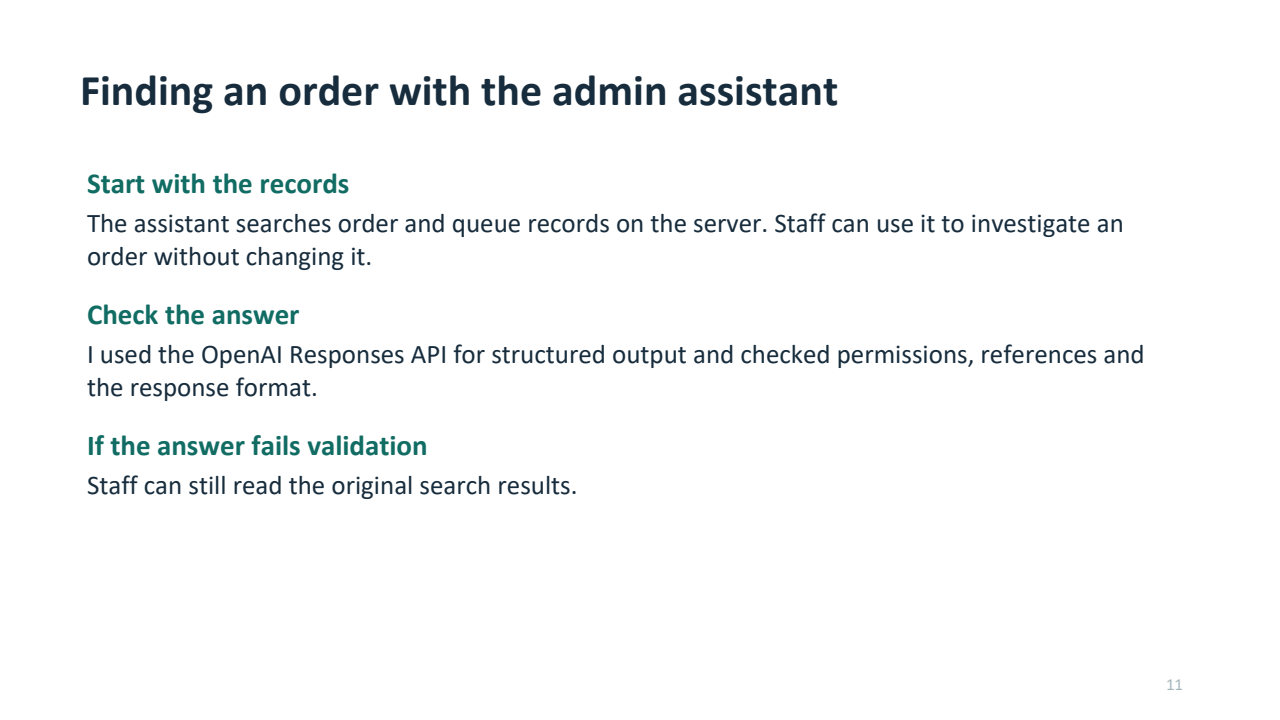 Finding an order with the admin assistant
Start with the records
The assistant searches order and queue records on the server. Staff can use it to investigate an
order without changing it.
Check the answer
I used the OpenAI Responses API for structured output and checked permissions, references and
the response format.
If the answer fails validation
Staff can still read the original search results.
11